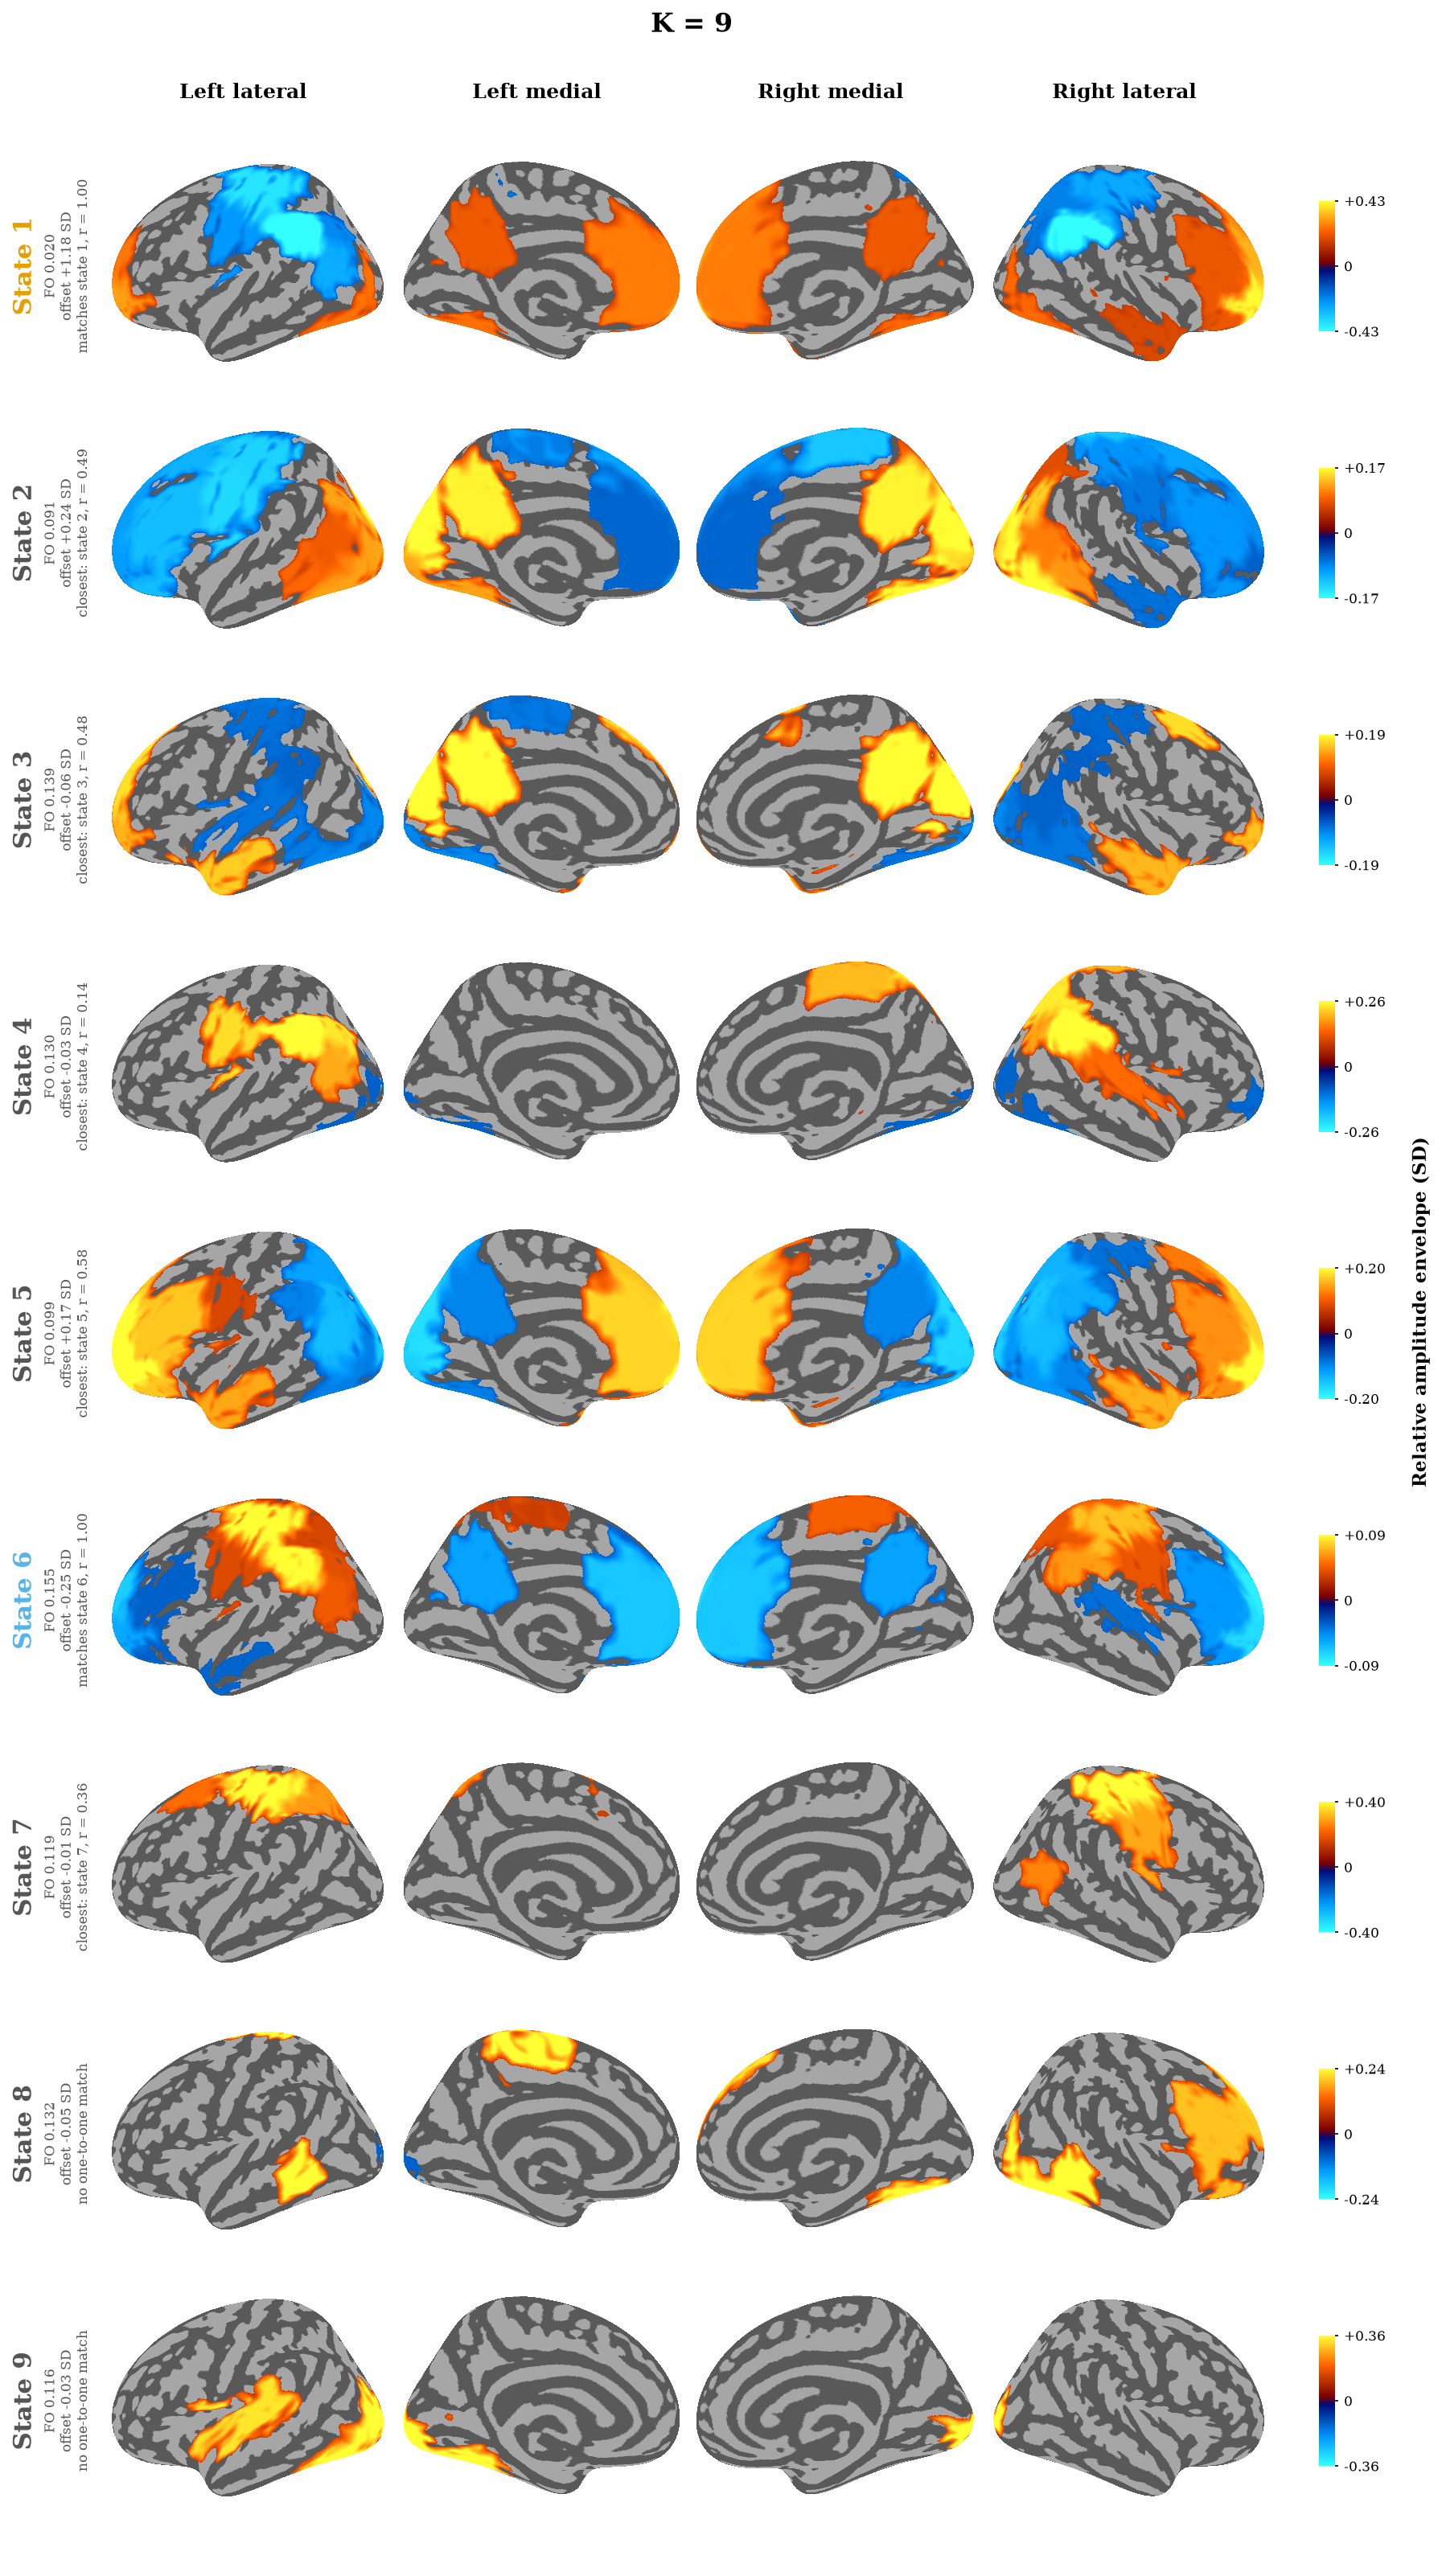 K = 9
Left lateral
Left medial
Right medial
Right lateral
State 1
FO 0.020
offset +1.18 SD
matches state 1, r = 1.00
+0.43
0
-0.43
State 2
FO 0.091
offset +0.24 SD
closest: state 2, r = 0.49
+0.17
0
-0.17
State 3
FO 0.139
offset -0.06 SD
closest: state 3, r = 0.48
+0.19
0
-0.19
State 4
FO 0.130
offset -0.03 SD
closest: state 4, r = 0.14
+0.26
0
-0.26
State 5
FO 0.099
offset +0.17 SD
closest: state 5, r = 0.58
+0.20
0
-0.20
State 6
FO 0.155
offset -0.25 SD
matches state 6, r = 1.00
+0.09
0
-0.09
State 7
FO 0.119
offset -0.01 SD
closest: state 7, r = 0.36
+0.40
0
-0.40
State 8
FO 0.132
offset -0.05 SD
no one-to-one match
+0.24
0
-0.24
State 9
FO 0.116
offset -0.03 SD
no one-to-one match
+0.36
0
-0.36
Relative amplitude envelope (SD)